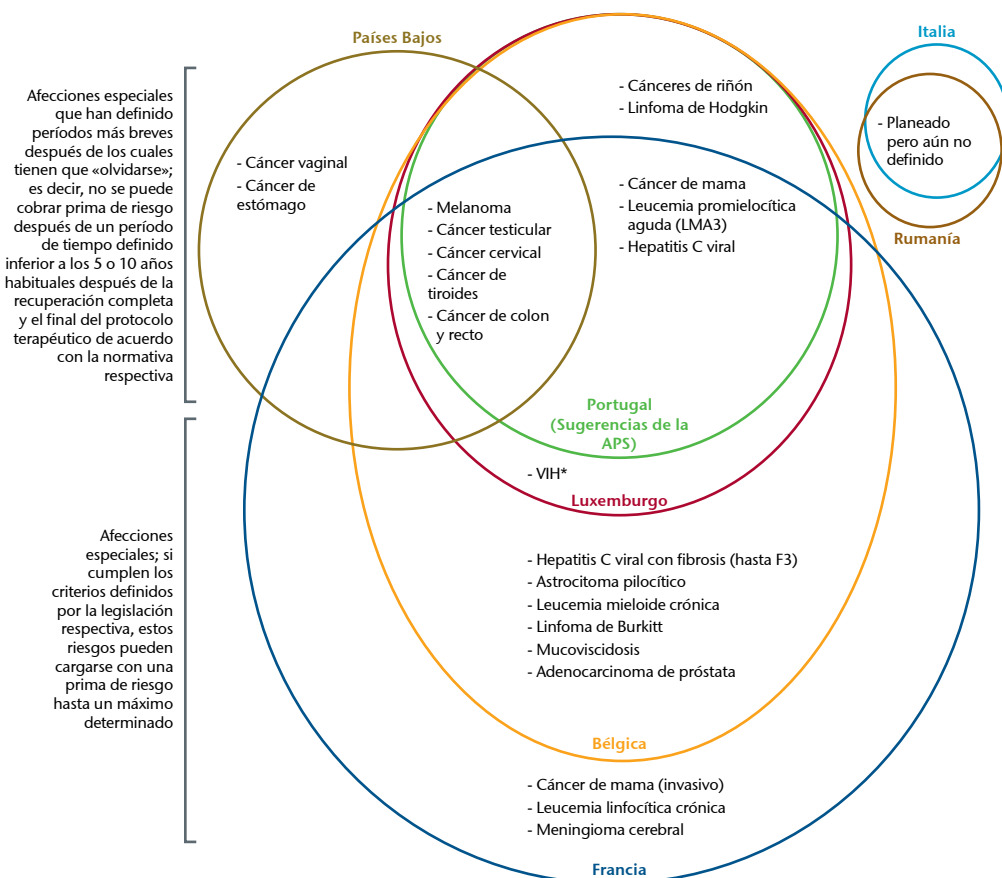 Países Bajos
Italia
Afecciones especiales
que han definido
períodos más breves
después de los cuales
tienen que «olvidarse»;
es decir, no se puede
cobrar prima de riesgo
después de un período
de tiempo definido
inferior a los 5 o 10 años
habituales después de la
recuperación completa
y el final del protocolo
terapéutico de acuerdo
con la normativa
respectiva
- Cáncer vaginal
- Cáncer de
estómago
- Melanoma
- Cáncer testicular
- Cáncer cervical
- Cáncer de
tiroides
- Cáncer de colon
y recto
- Cánceres de riñón
- Linfoma de Hodgkin
- Cáncer de mama
- Leucemia promielocítica
aguda (LMA3)
- Hepatitis C viral
- Planeado
pero aún no
definido
Rumanía
Portugal
(Sugerencias de la
APS)
- VIH*
Luxemburgo
Afecciones
especiales; si
cumplen los
criterios definidos
por la legislación
respectiva, estos
riesgos pueden
cargarse con una
prima de riesgo
hasta un máximo
determinado
- Hepatitis C viral con fibrosis (hasta F3)
- Astrocitoma pilocítico
- Leucemia mieloide crónica
- Linfoma de Burkitt
- Mucoviscidosis
- Adenocarcinoma de próstata
Bélgica
- Cáncer de mama (invasivo)
- Leucemia linfocítica crónica
- Meningioma cerebral
Francia